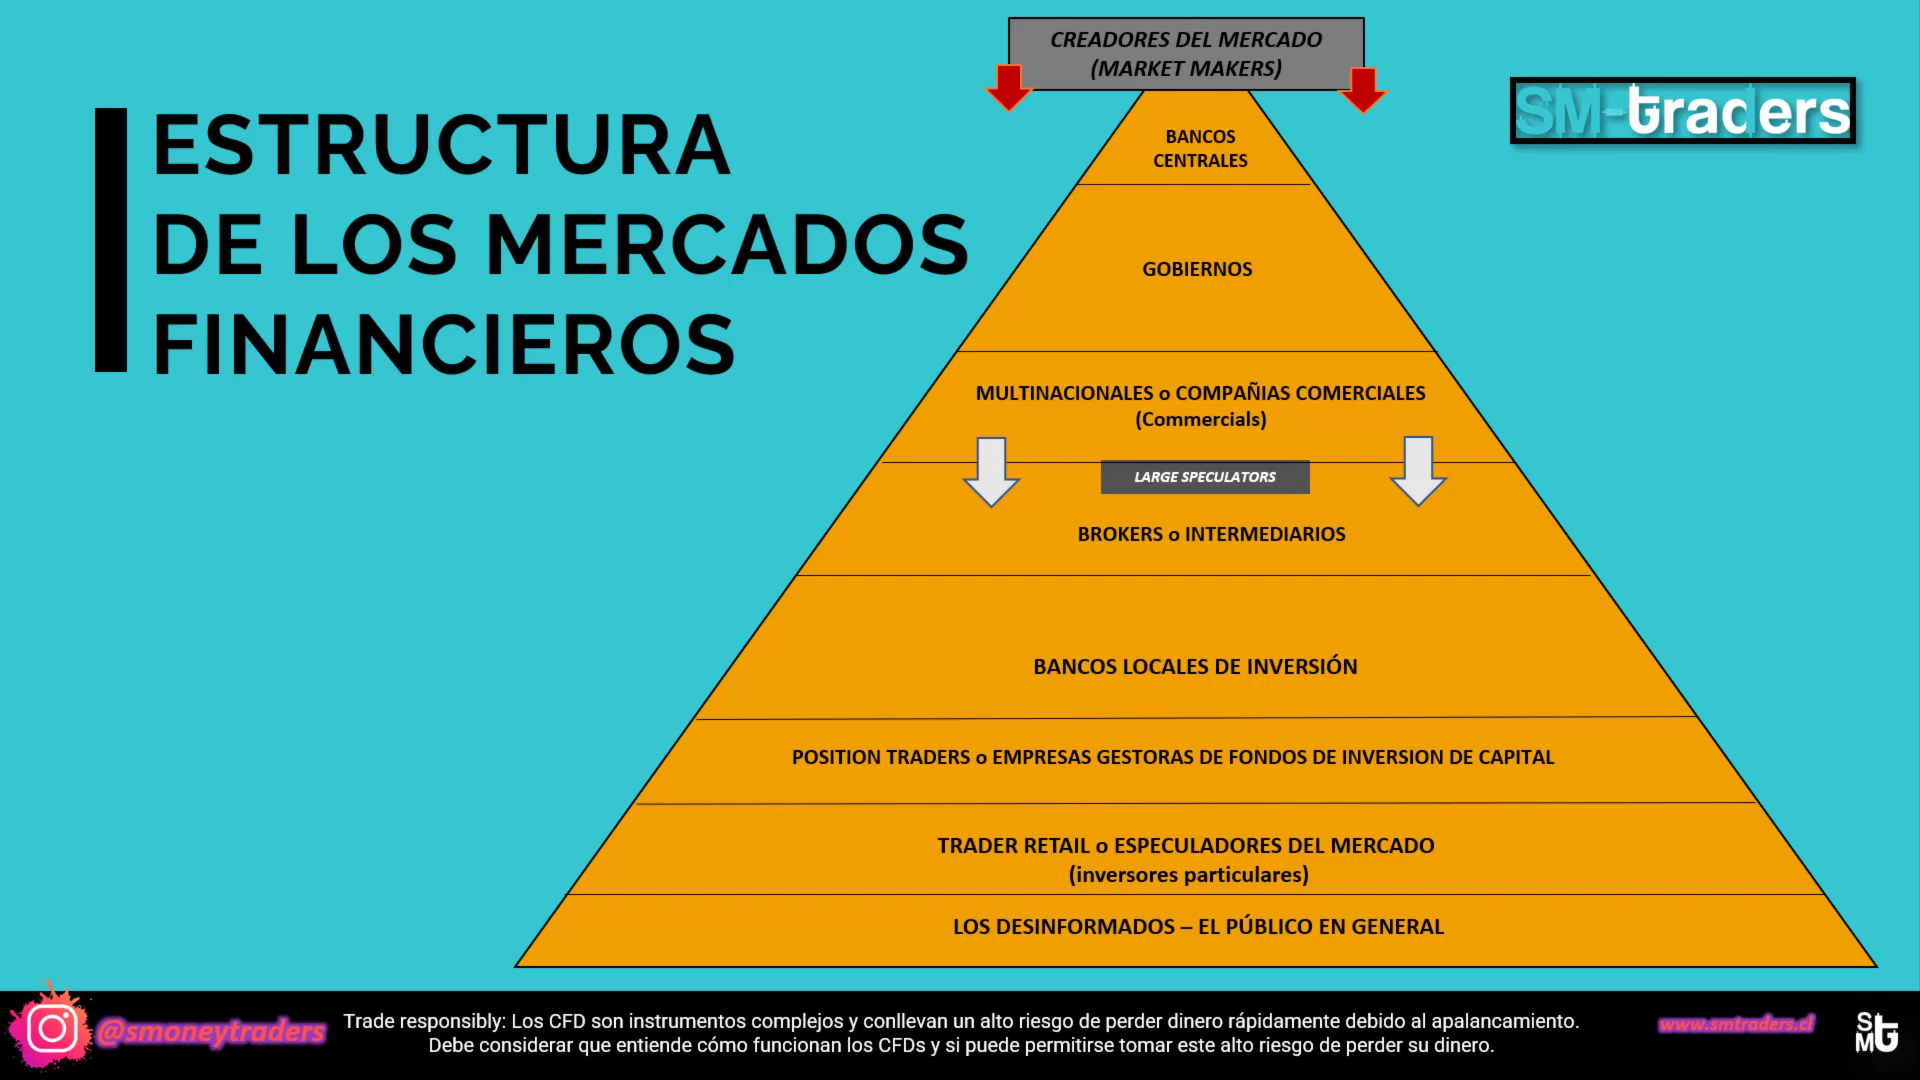 CREADORES DEL MERCADO
(MARKET MAKERS)
SM-traders
ESTRUCTURA
DE LOS MERCADOS
FINANCIEROS
BANCOS
CENTRALES
GOBIERNOS
MULTINACIONALES o COMPAÑIAS COMERCIALES
(Commercials)
LARGE SPECULATORS
BROKERS o INTERMEDIARIOS
BANCOS LOCALES DE INVERSIÓN
POSITION TRADERS o EMPRESAS GESTORAS DE FONDOS DE INVERSION DE CAPITAL
TRADER RETAIL o ESPECULADORES DEL MERCADO
(inversores particulares)
LOS DESINFORMADOS – EL PÚBLICO EN GENERAL
@smoneytraders
Trade responsibly: Los CFD son instrumentos complejos y conllevan un alto riesgo de perder dinero rápidamente debido al apalancamiento.
Debe considerar que entiende cómo funcionan los CFDs y si puede permitirse tomar este alto riesgo de perder su dinero.
www.smtraders.cl
SMt